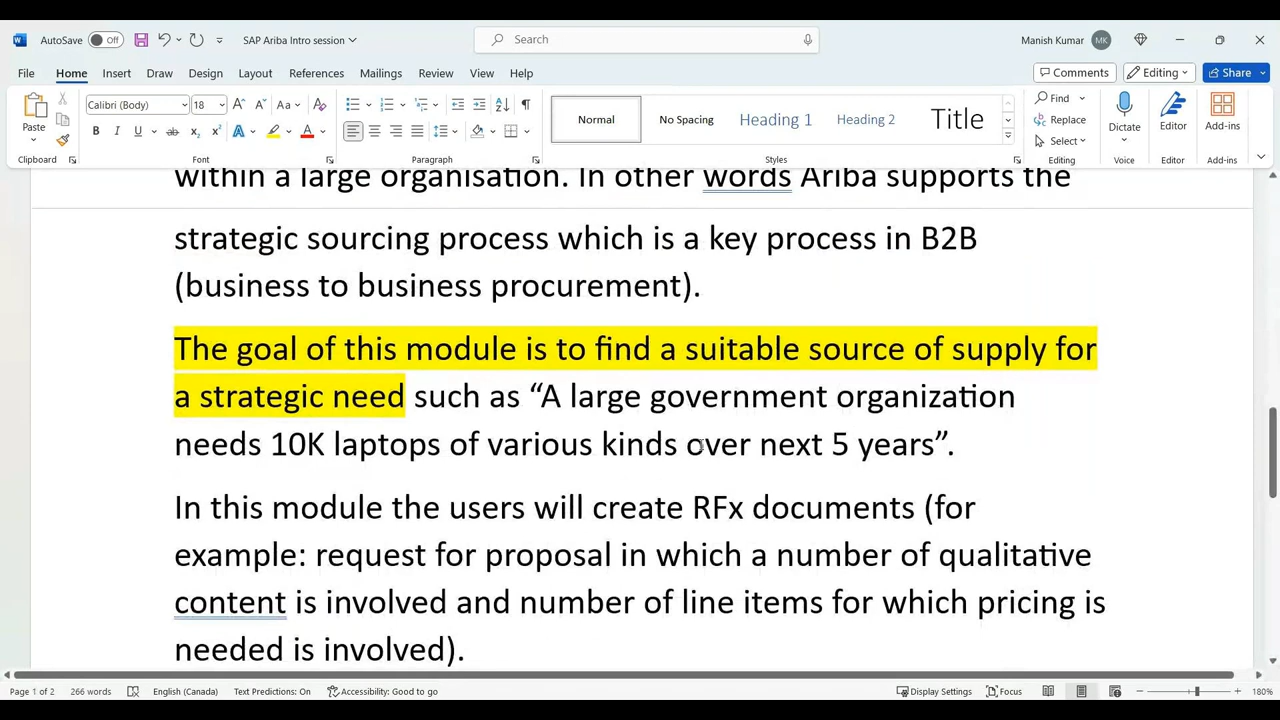 AutoSave Off SAP Ariba Intro session Search Manish Kumar MK
File Home Insert Draw Design Layout References Mailings Review View Help Comments Editing Share
Calibri (Body) 18 A A Aa A Find
Paste B I U ab x₂ x² A A Normal No Spacing Heading 1 Heading 2 Title Replace Dictate Editor Add-ins
Select
Clipboard Font Paragraph Styles Editing Voice Editor Add-ins
within a large organisation. In other words Ariba supports the
strategic sourcing process which is a key process in B2B
(business to business procurement).
The goal of this module is to find a suitable source of supply for
a strategic need such as “A large government organization
needs 10K laptops of various kinds over next 5 years”.
In this module the users will create RFx documents (for
example: request for proposal in which a number of qualitative
content is involved and number of line items for which pricing is
needed is involved).
Page 1 of 2 266 words English (Canada) Text Predictions: On Accessibility: Good to go Display Settings Focus 180%